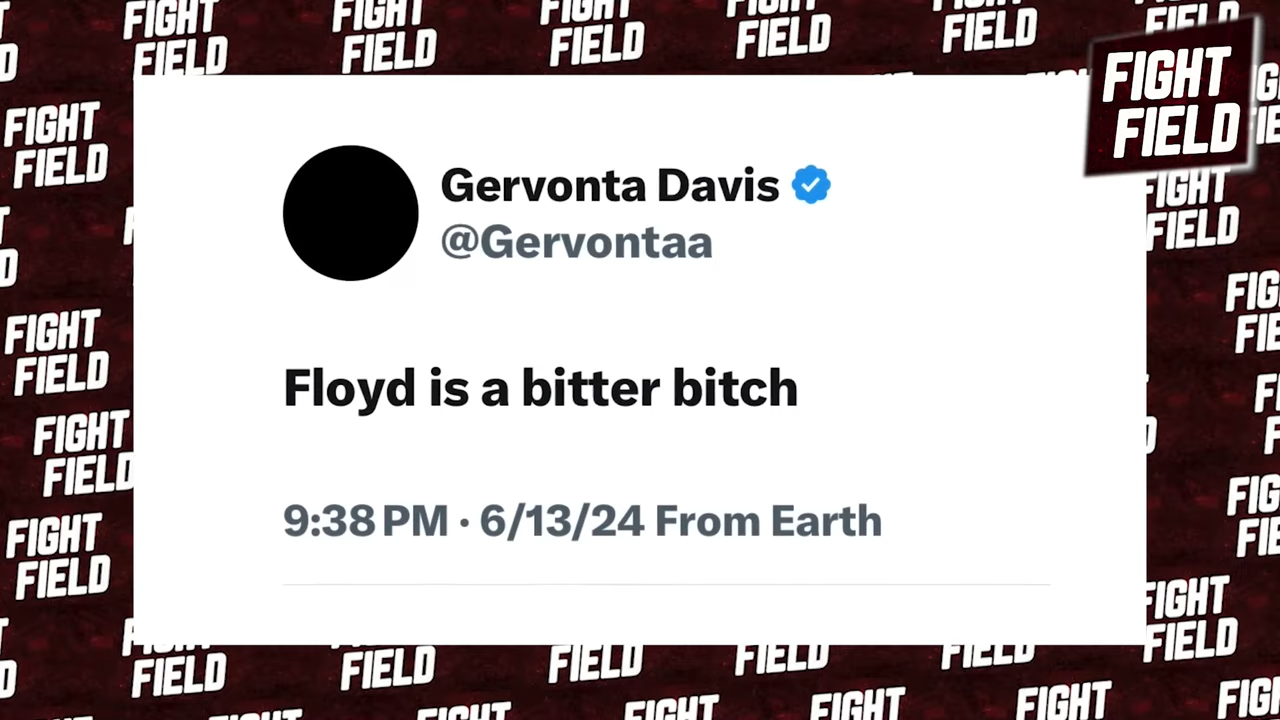 FIGHT
FIELD
Gervonta Davis
@Gervontaa
Floyd is a bitter bitch
9:38 PM · 6/13/24 From Earth